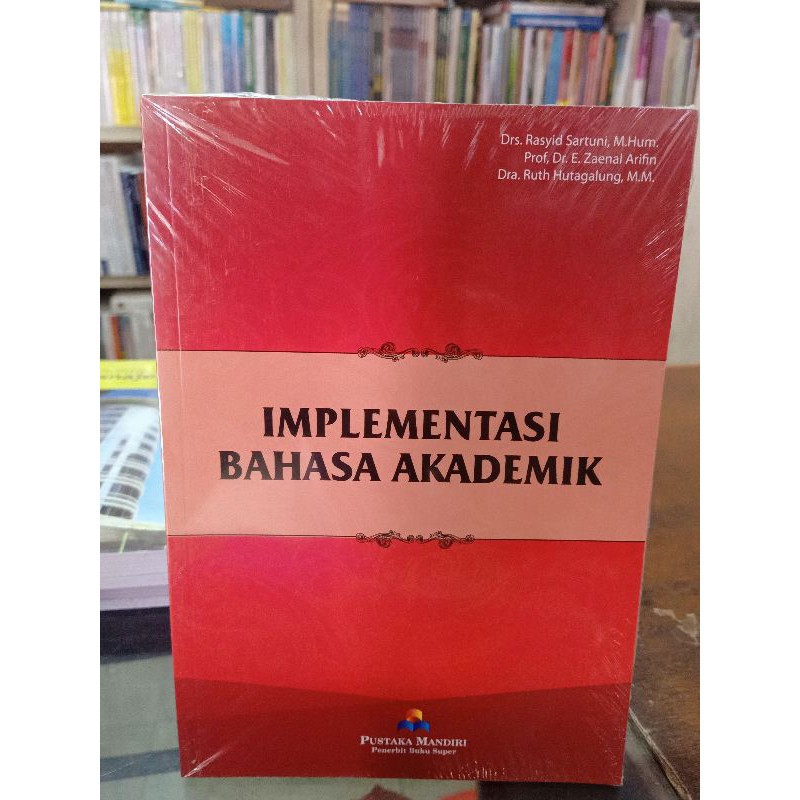 Drs. Rasyid Sartuni, M.Hum.
Prof, Dr. E. Zaenal Arifin
Dra. Ruth Hutagalung, M.M.
IMPLEMENTASI
BAHASA AKADEMIK
PUSTAKA MANDIRI
Penerbit Buku Super